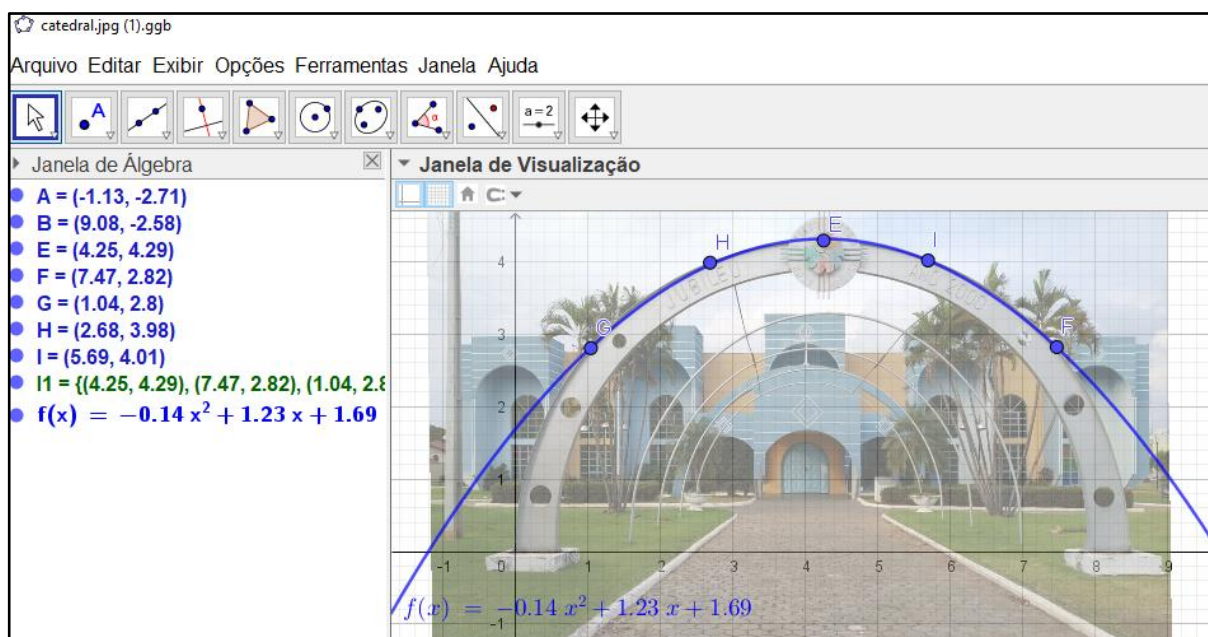 catedral.jpg (1).ggb
Arquivo Editar Exibir Opções Ferramentas Janela Ajuda
A
α
a=2
Janela de Álgebra
Janela de Visualização
A = (-1.13, -2.71)
B = (9.08, -2.58)
E = (4.25, 4.29)
F = (7.47, 2.82)
G = (1.04, 2.8)
H = (2.68, 3.98)
I = (5.69, 4.01)
l1 = {(4.25, 4.29), (7.47, 2.82), (1.04, 2.8
f(x) = −0.14 x² + 1.23 x + 1.69
E
H
I
G
F
JUBILEU
ANO 2000
4
3
2
1
-1
-1 0 1 2 3 4 5 6 7 8 9
f(x) = −0.14 x² + 1.23 x + 1.69